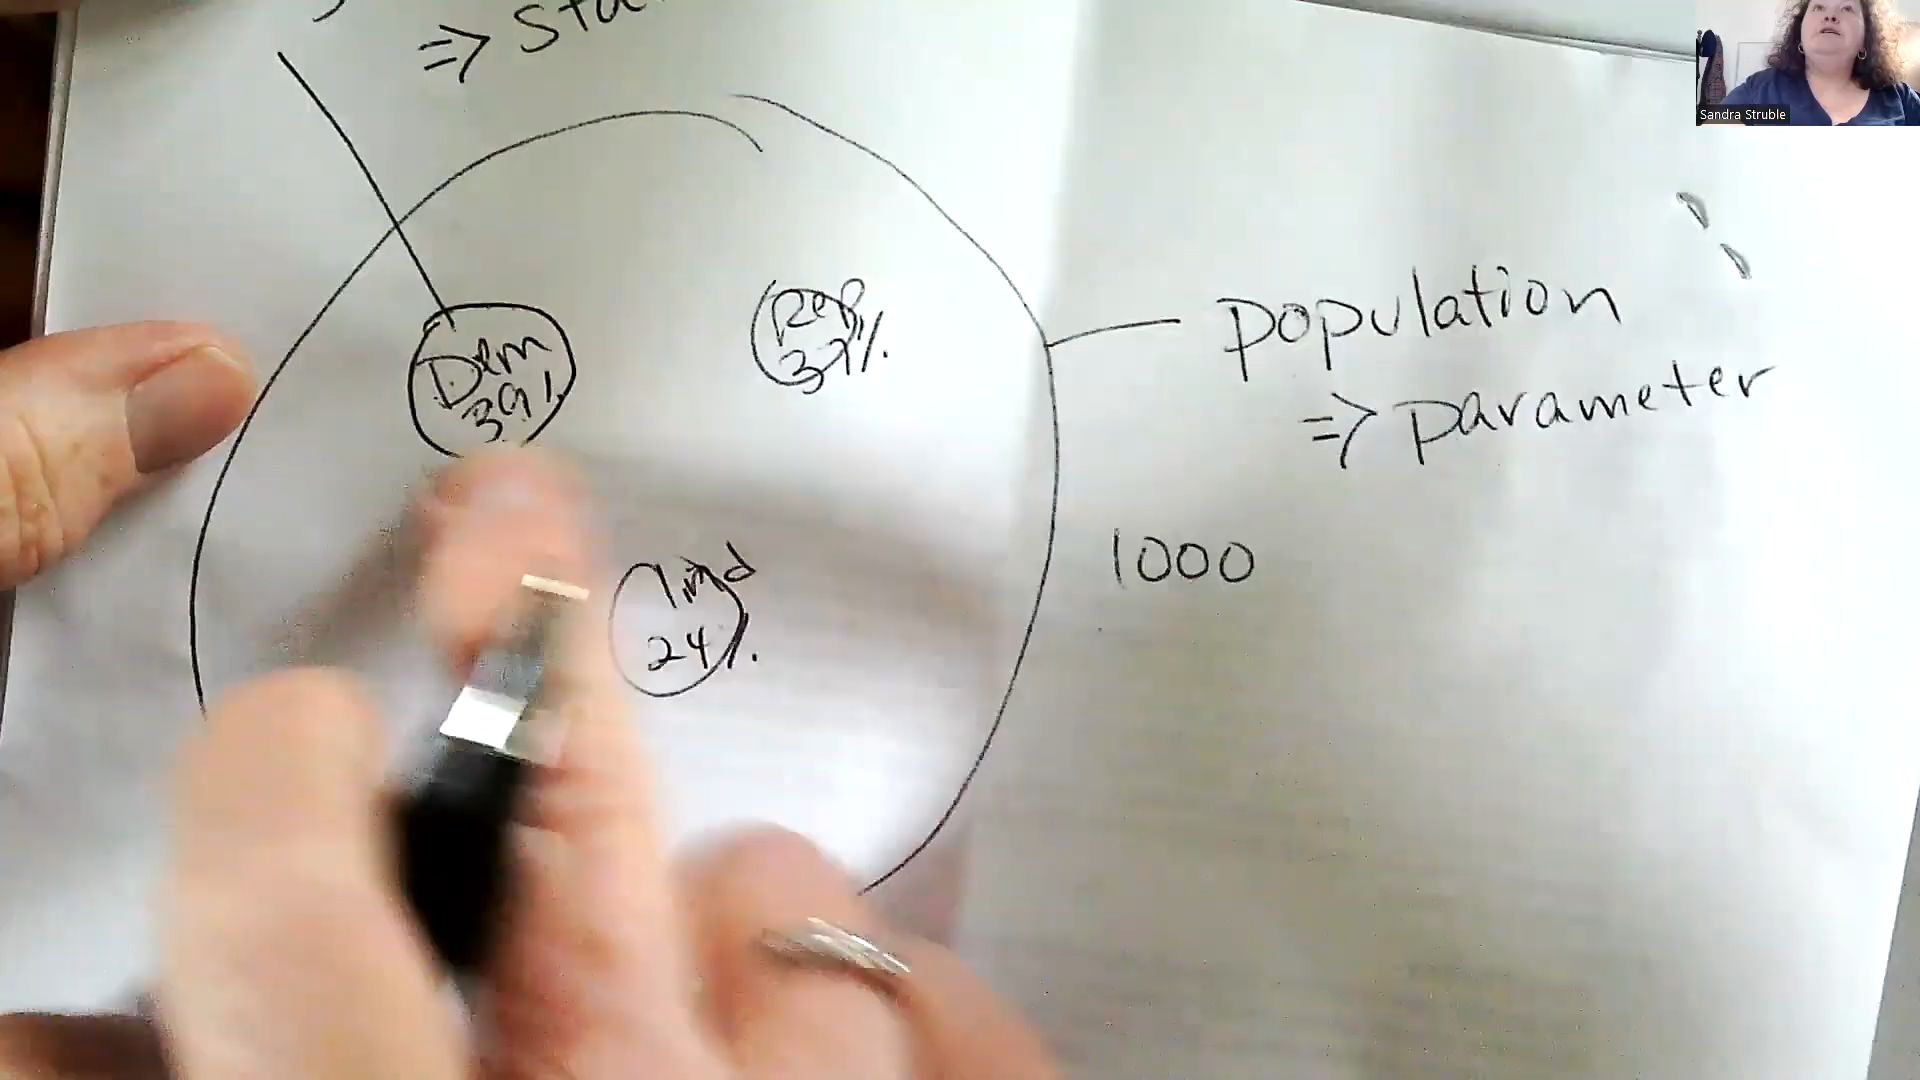 => sta
Dem
39%
Rep
37%
Ind
24%
population
=> parameter
1000
Sandra Struble